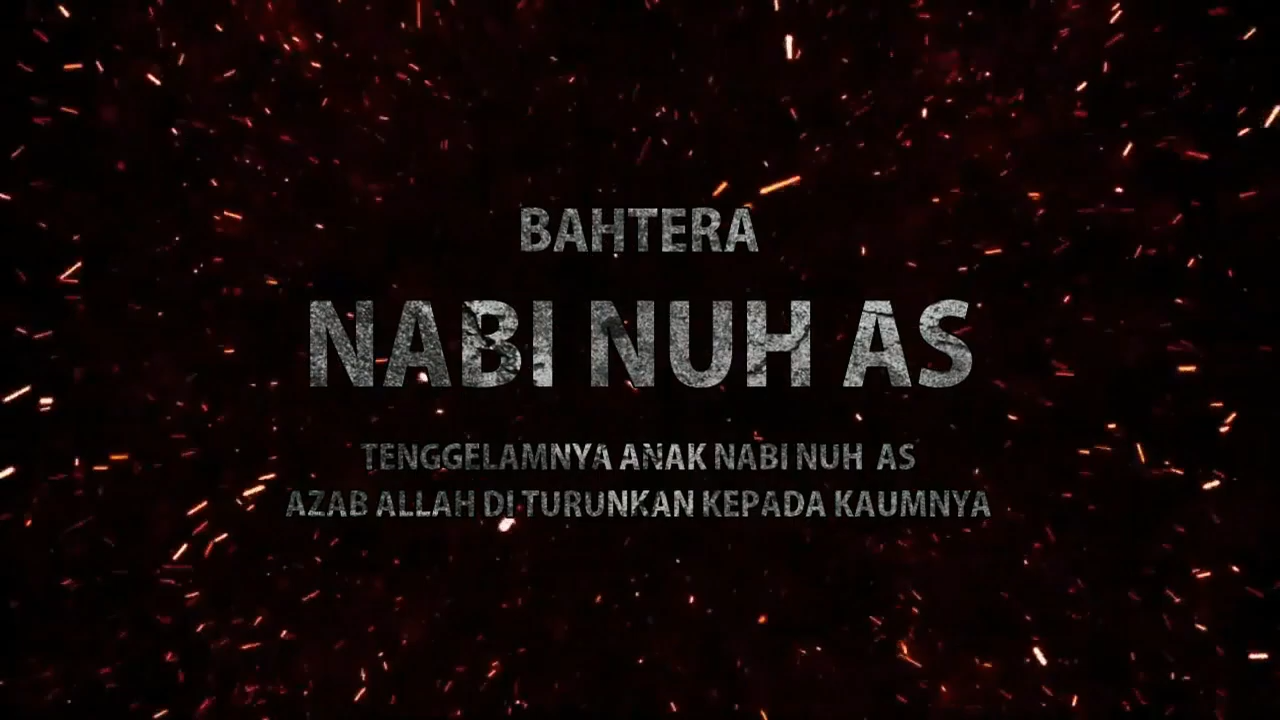 BAHTERA
NABI NUH AS
TENGGELAMNYA ANAK NABI NUH AS
AZAB ALLAH DI TURUNKAN KEPADA KAUMNYA